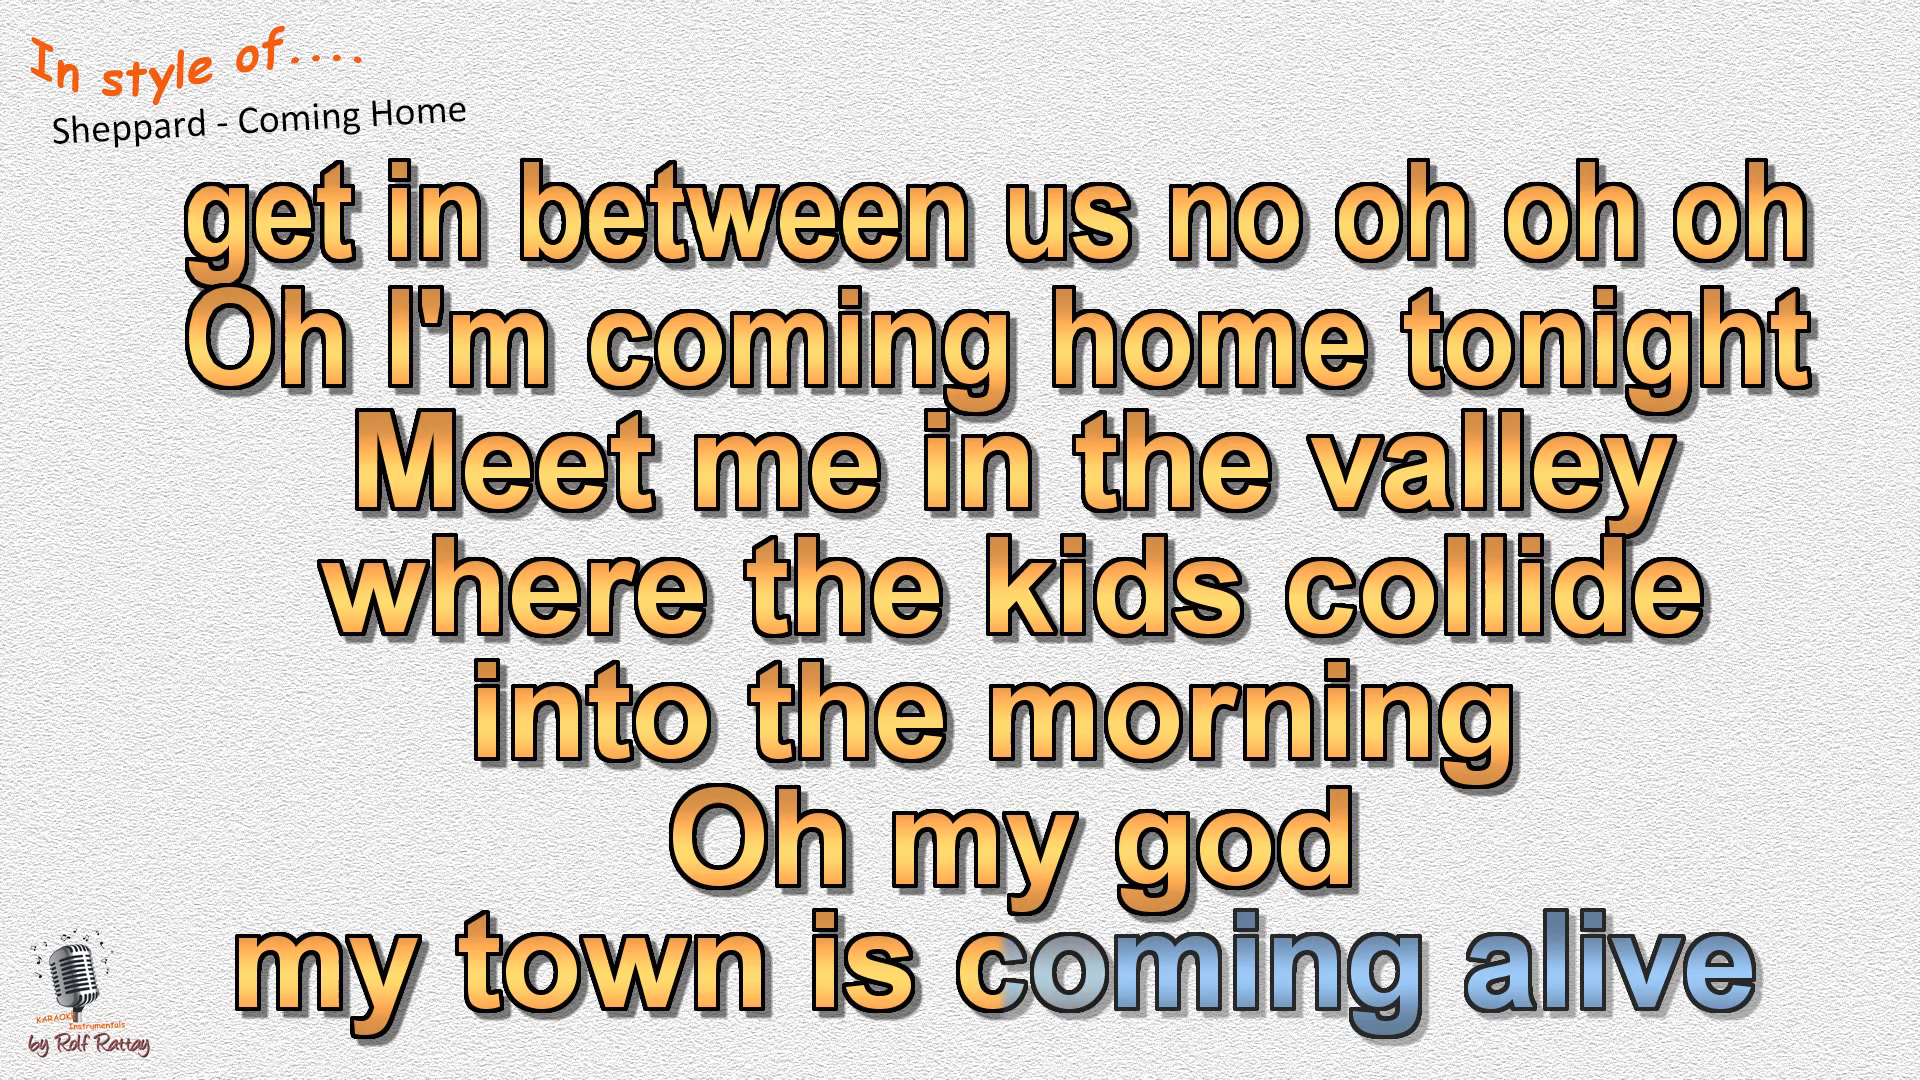 In style of....
Sheppard - Coming Home
get in between us no oh oh oh
Oh I'm coming home tonight
Meet me in the valley
where the kids collide
into the morning
Oh my god
my town is coming alive
KARAOKE
Instrumentals
by Rolf Rattay